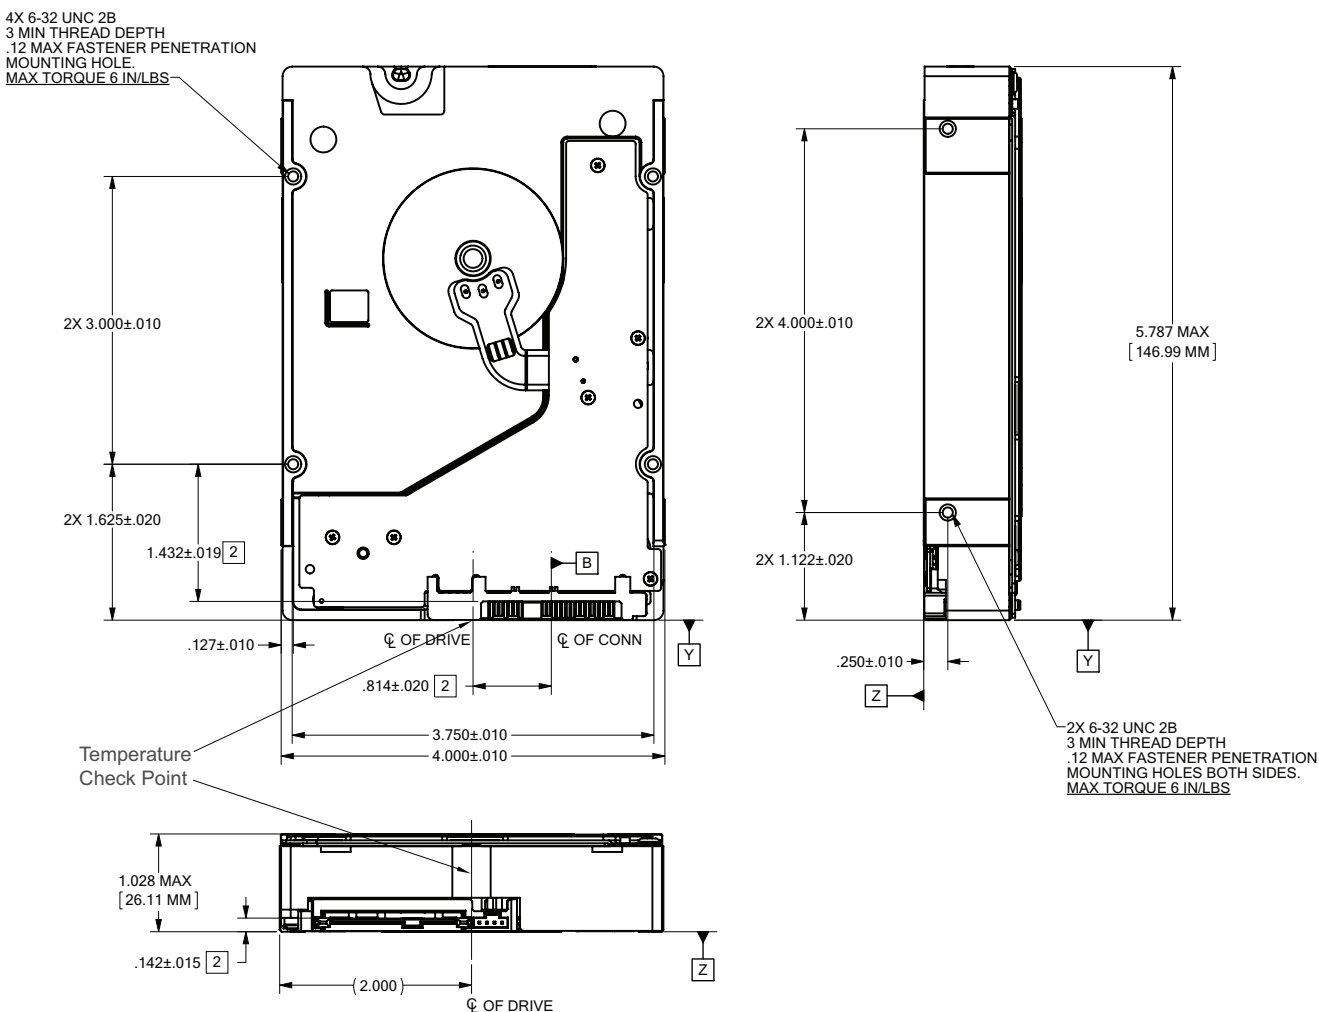 4X 6-32 UNC 2B
3 MIN THREAD DEPTH
.12 MAX FASTENER PENETRATION
MOUNTING HOLE.
MAX TORQUE 6 IN/LBS
2X 3.000±.010
2X 1.625±.020
1.432±.019 2
B
.127±.010
℄ OF DRIVE
℄ OF CONN
Y
.814±.020 2
3.750±.010
4.000±.010
Temperature
Check Point
2X 4.000±.010
5.787 MAX
[146.99 MM]
2X 1.122±.020
.250±.010
Y
Z
2X 6-32 UNC 2B
3 MIN THREAD DEPTH
.12 MAX FASTENER PENETRATION
MOUNTING HOLES BOTH SIDES.
MAX TORQUE 6 IN/LBS
1.028 MAX
[26.11 MM]
.142±.015 2
(2.000)
℄ OF DRIVE
Z